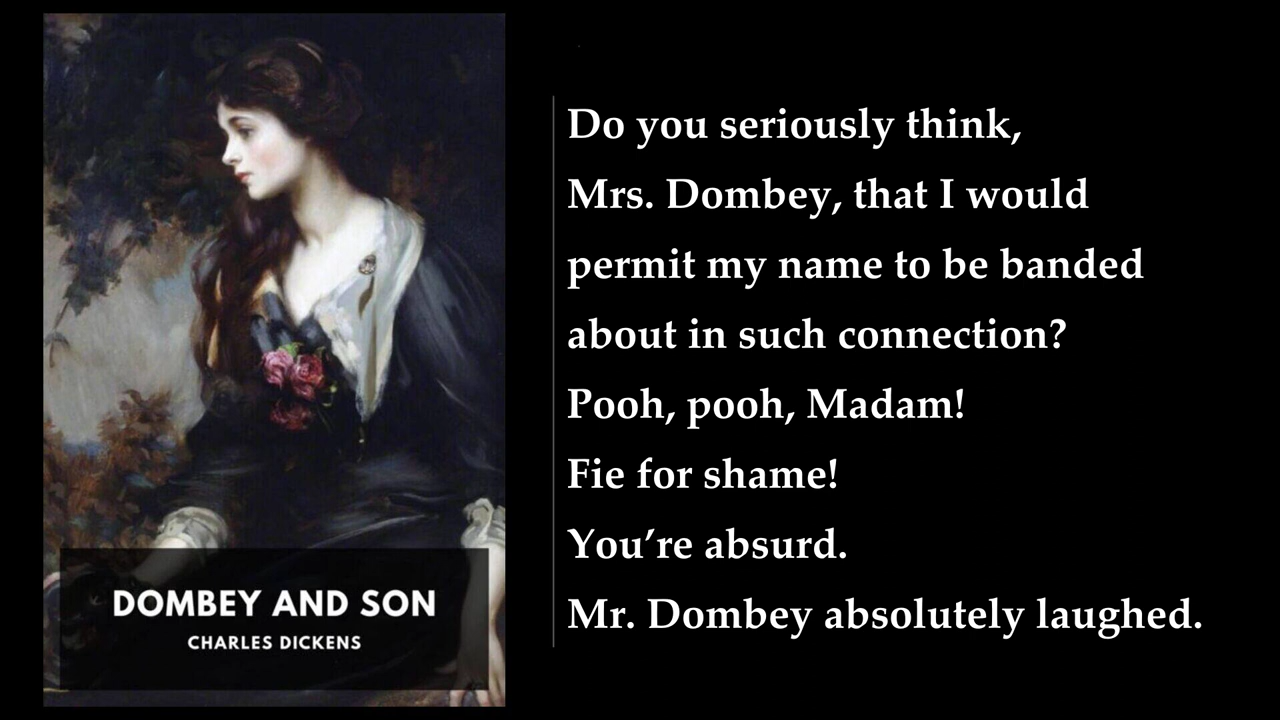 DOMBEY AND SON
CHARLES DICKENS
Do you seriously think,
Mrs. Dombey, that I would
permit my name to be banded
about in such connection?
Pooh, pooh, Madam!
Fie for shame!
You’re absurd.
Mr. Dombey absolutely laughed.